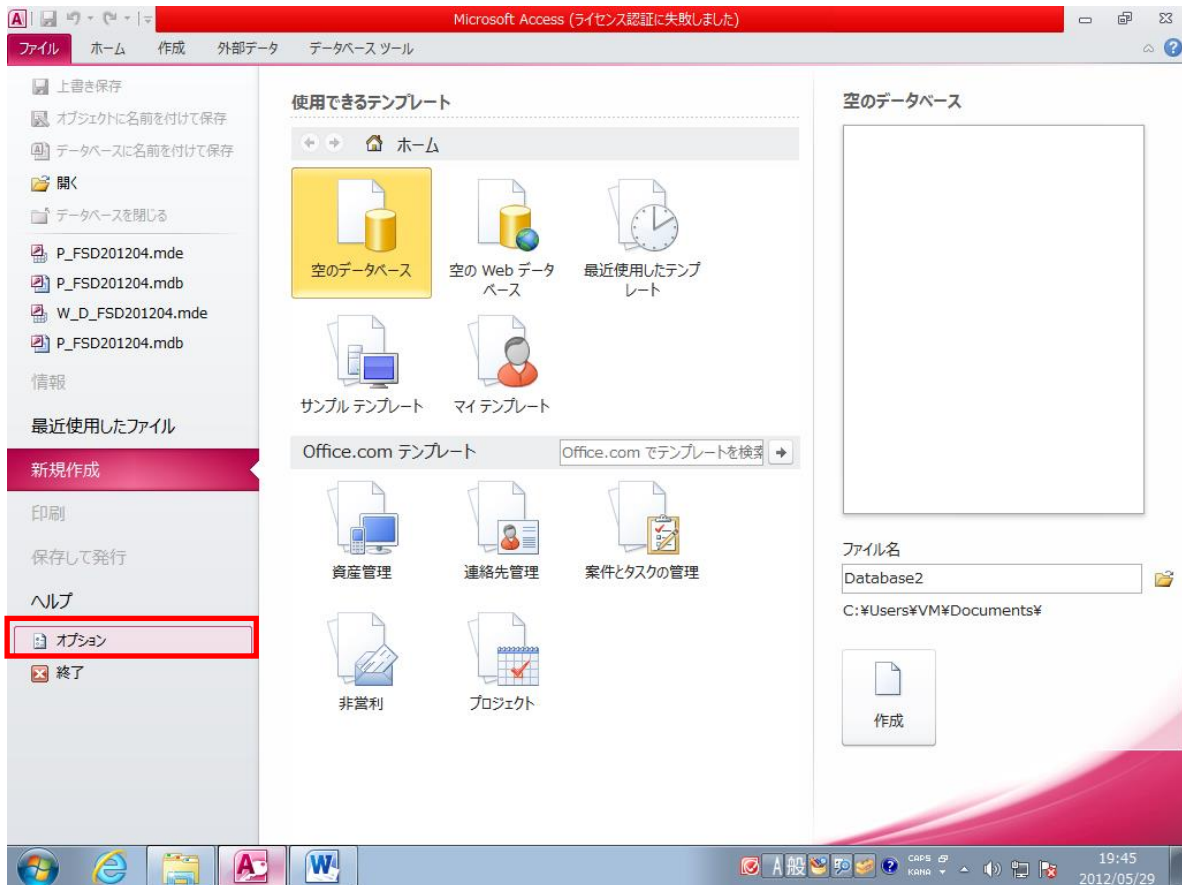 Microsoft Access (ライセンス認証に失敗しました)
ファイル ホーム 作成 外部データ データベース ツール
上書き保存
オブジェクトに名前を付けて保存
データベースに名前を付けて保存
開く
データベースを閉じる
P_FSD201204.mde
P_FSD201204.mdb
W_D_FSD201204.mde
P_FSD201204.mdb
情報
最近使用したファイル
新規作成
印刷
保存して発行
ヘルプ
オプション
終了
使用できるテンプレート
ホーム
空のデータベース
空の Web データ
ベース
最近使用したテンプ
レート
サンプル テンプレート
マイ テンプレート
Office.com テンプレート
Office.com でテンプレートを検索
資産管理
連絡先管理
案件とタスクの管理
非営利
プロジェクト
空のデータベース
ファイル名
Database2
C:¥Users¥VM¥Documents¥
作成
A 般
CAPS
KANA
19:45
2012/05/29